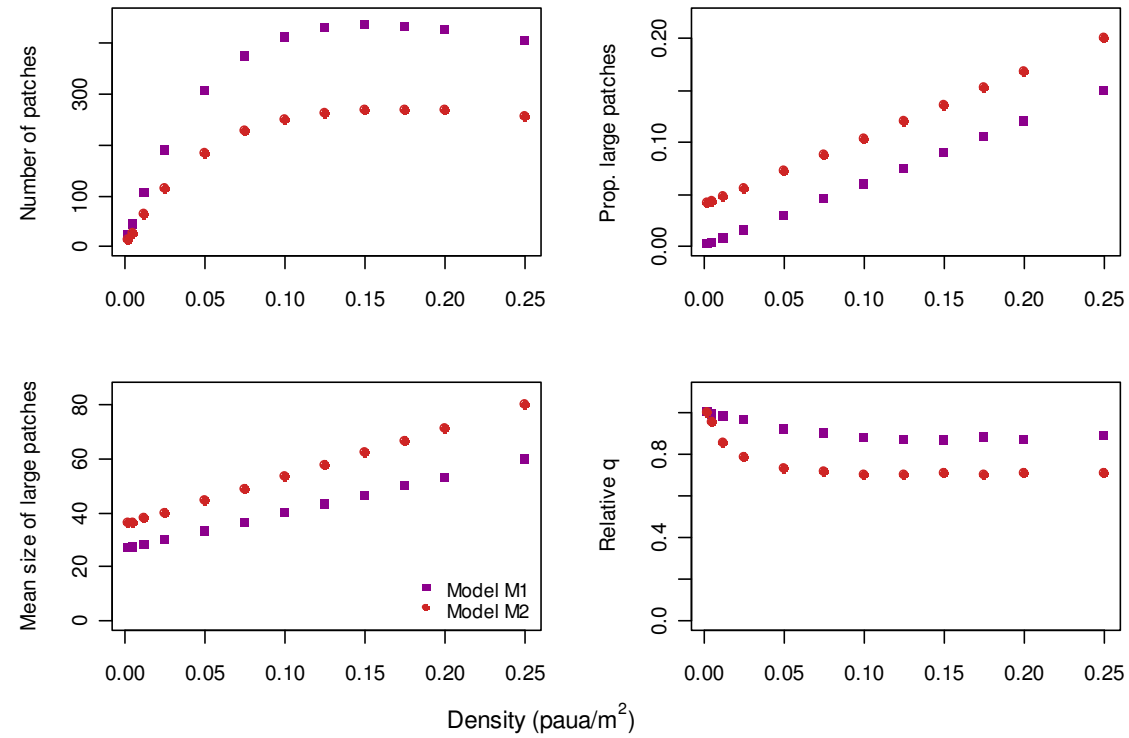 Number of patches
0 100 300
0.00 0.05 0.10 0.15 0.20 0.25
Prop. large patches
0.00 0.10 0.20
0.00 0.05 0.10 0.15 0.20 0.25
Mean size of large patches
0 20 40 60 80
Model M1
Model M2
0.00 0.05 0.10 0.15 0.20 0.25
Relative q
0.0 0.4 0.8
0.00 0.05 0.10 0.15 0.20 0.25
Density (paua/m²)